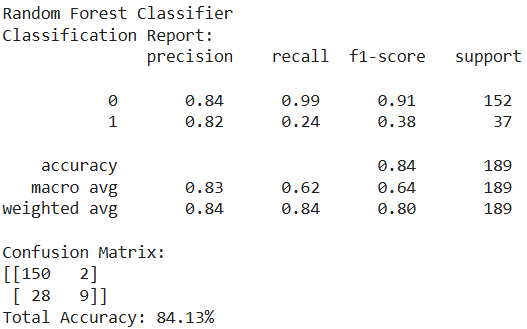 Random Forest Classifier
Classification Report:
precision recall f1-score support
0 0.84 0.99 0.91 152
1 0.82 0.24 0.38 37
accuracy 0.84 189
macro avg 0.83 0.62 0.64 189
weighted avg 0.84 0.84 0.80 189
Confusion Matrix:
[[150 2]
[ 28 9]]
Total Accuracy: 84.13%